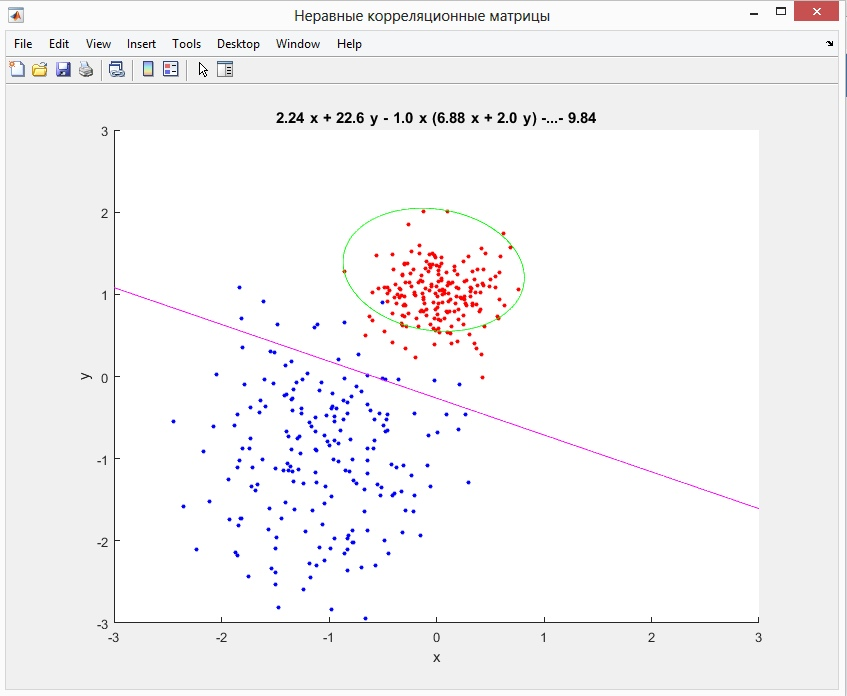 Неравные корреляционные матрицы
File Edit View Insert Tools Desktop Window Help
2.24 x + 22.6 y - 1.0 x (6.88 x + 2.0 y) -...- 9.84
3
2
1
0
-1
-2
-3
y
-3 -2 -1 0 1 2 3
x